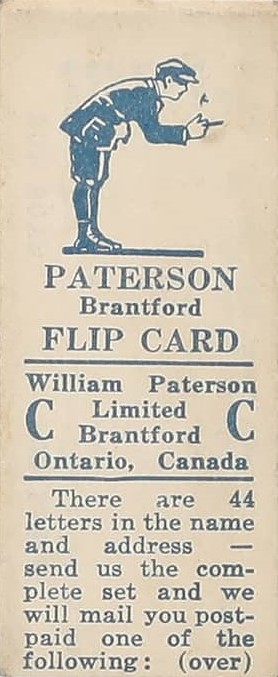 PATERSON
Brantford
FLIP CARD
William Paterson
C Limited C
Brantford
Ontario, Canada
There are 44
letters in the name
and address —
send us the com-
plete set and we
will mail you post-
paid one of the
following: (over)